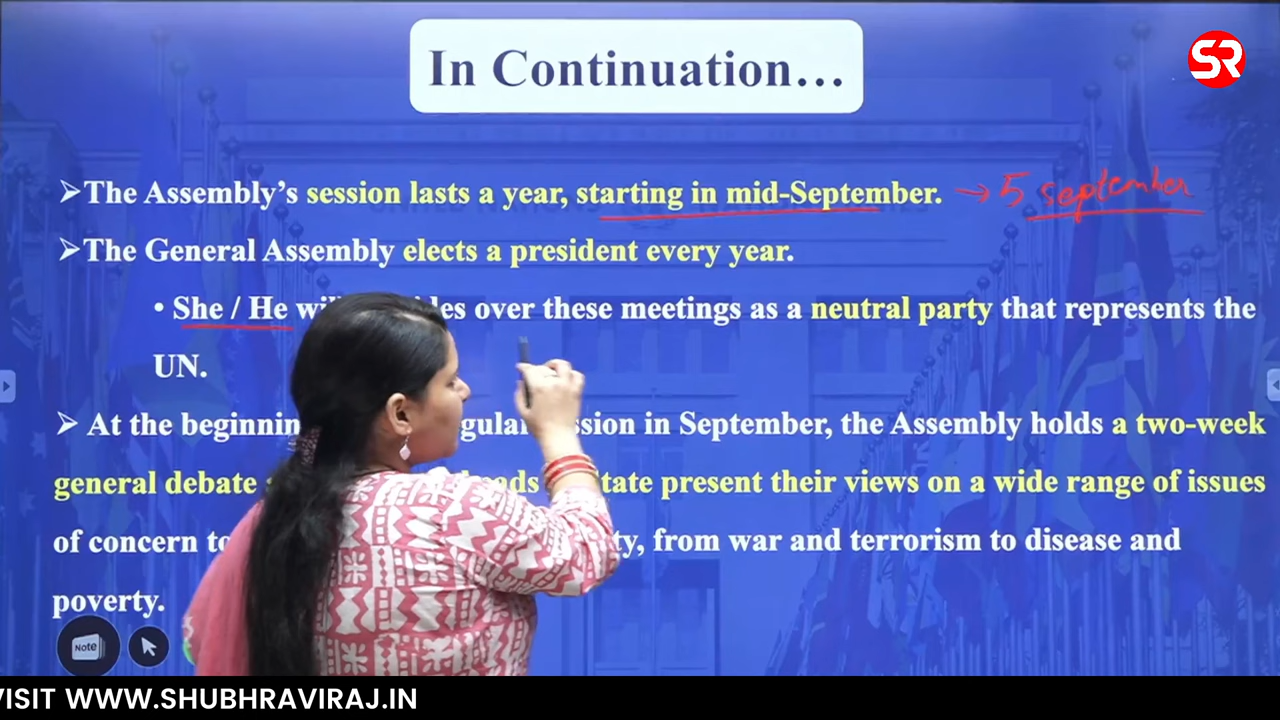 In Continuation...
SR
➤The Assembly's session lasts a year, starting in mid-September. → 5 september
➤The General Assembly elects a president every year.
• She / He es over these meetings as a neutral party that represents the
UN.
➤ At the beginnin gular ssion in September, the Assembly holds a two-week
general debate tate present their views on a wide range of issues
of concern to ty, from war and terrorism to disease and
poverty.
Note
VISIT WWW.SHUBHRAVIRAJ.IN